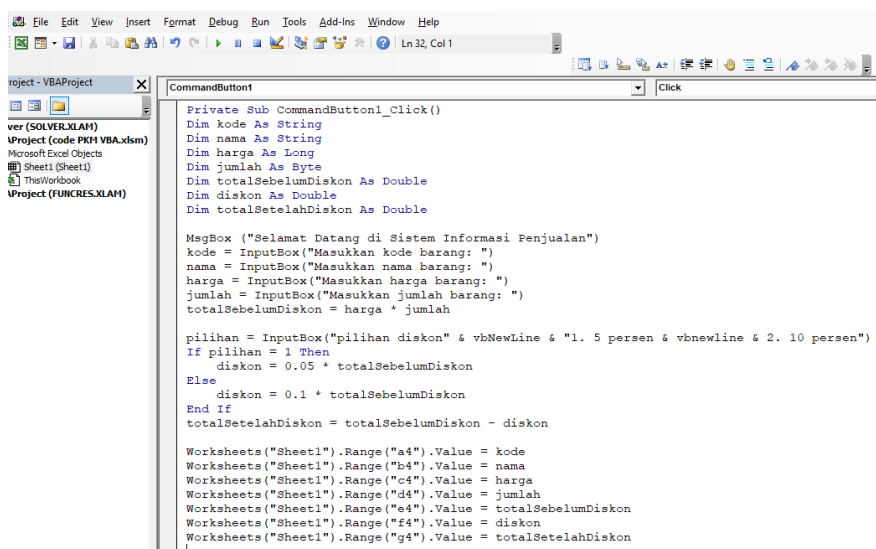 File Edit View Insert Format Debug Run Tools Add-Ins Window Help
Ln 32, Col 1
roject - VBAProject
ver (SOLVER.XLAM)
\Project (code PKM VBA.xlsm)
Microsoft Excel Objects
Sheet1 (Sheet1)
ThisWorkbook
\Project (FUNCRES.XLAM)
CommandButton1 Click
Private Sub CommandButton1_Click()
Dim kode As String
Dim nama As String
Dim harga As Long
Dim jumlah As Byte
Dim totalSebelumDiskon As Double
Dim diskon As Double
Dim totalSetelahDiskon As Double
MsgBox ("Selamat Datang di Sistem Informasi Penjualan")
kode = InputBox("Masukkan kode barang: ")
nama = InputBox("Masukkan nama barang: ")
harga = InputBox("Masukkan harga barang: ")
jumlah = InputBox("Masukkan jumlah barang: ")
totalSebelumDiskon = harga * jumlah
pilihan = InputBox("pilihan diskon" & vbNewLine & "1. 5 persen & vbnewline & 2. 10 persen")
If pilihan = 1 Then
diskon = 0.05 * totalSebelumDiskon
Else
diskon = 0.1 * totalSebelumDiskon
End If
totalSetelahDiskon = totalSebelumDiskon - diskon
Worksheets("Sheet1").Range("a4").Value = kode
Worksheets("Sheet1").Range("b4").Value = nama
Worksheets("Sheet1").Range("c4").Value = harga
Worksheets("Sheet1").Range("d4").Value = jumlah
Worksheets("Sheet1").Range("e4").Value = totalSebelumDiskon
Worksheets("Sheet1").Range("f4").Value = diskon
Worksheets("Sheet1").Range("g4").Value = totalSetelahDiskon